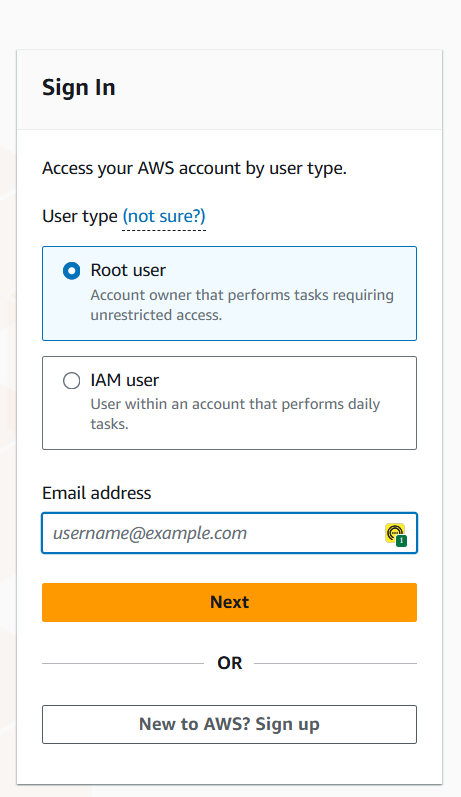 Sign In
Access your AWS account by user type.
User type (not sure?)
Root user
Account owner that performs tasks requiring
unrestricted access.
IAM user
User within an account that performs daily
tasks.
Email address
username@example.com
1
Next
OR
New to AWS? Sign up